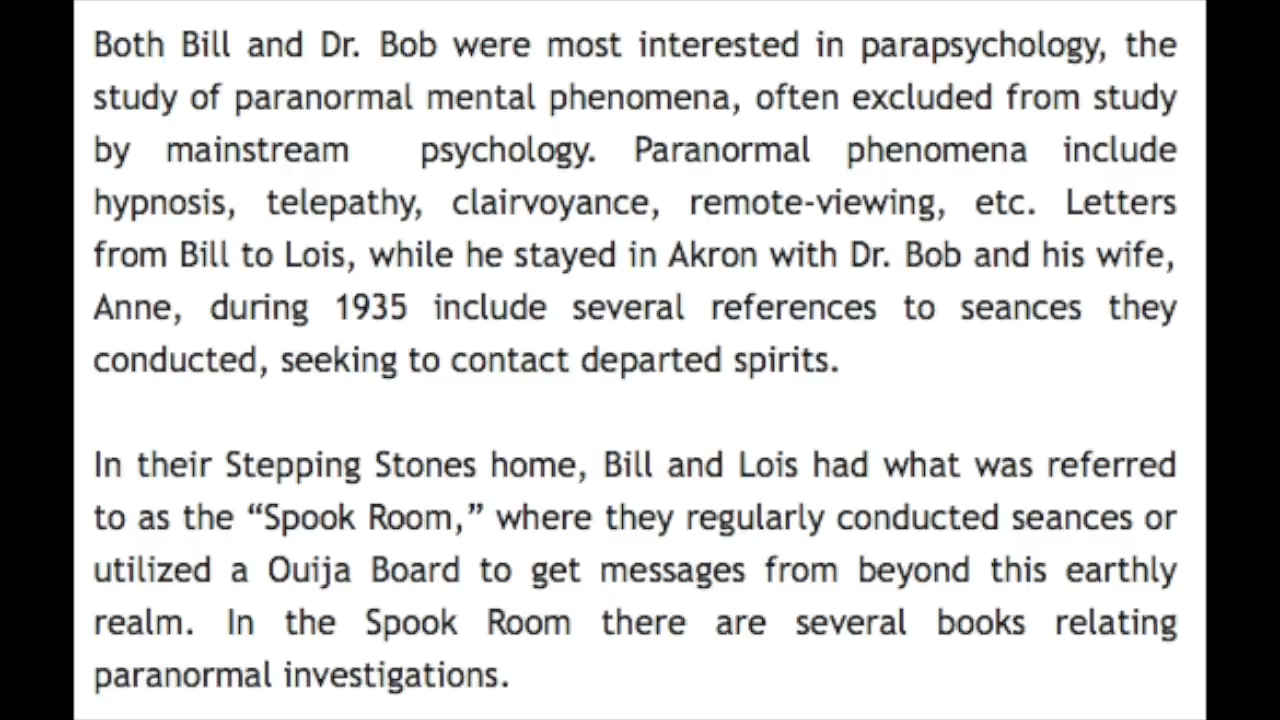 Both Bill and Dr. Bob were most interested in parapsychology, the
study of paranormal mental phenomena, often excluded from study
by mainstream psychology. Paranormal phenomena include
hypnosis, telepathy, clairvoyance, remote-viewing, etc. Letters
from Bill to Lois, while he stayed in Akron with Dr. Bob and his wife,
Anne, during 1935 include several references to seances they
conducted, seeking to contact departed spirits.
In their Stepping Stones home, Bill and Lois had what was referred
to as the “Spook Room,” where they regularly conducted seances or
utilized a Ouija Board to get messages from beyond this earthly
realm. In the Spook Room there are several books relating
paranormal investigations.